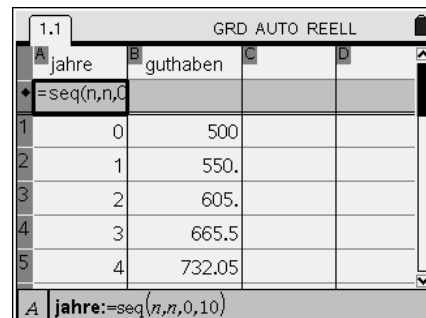 1.1 GRD AUTO REELL
A jahre B guthaben C D
◆ =seq(n,n,0
1 0 500
2 1 550.
3 2 605.
4 3 665.5
5 4 732.05
A jahre:=seq(n,n,0,10)